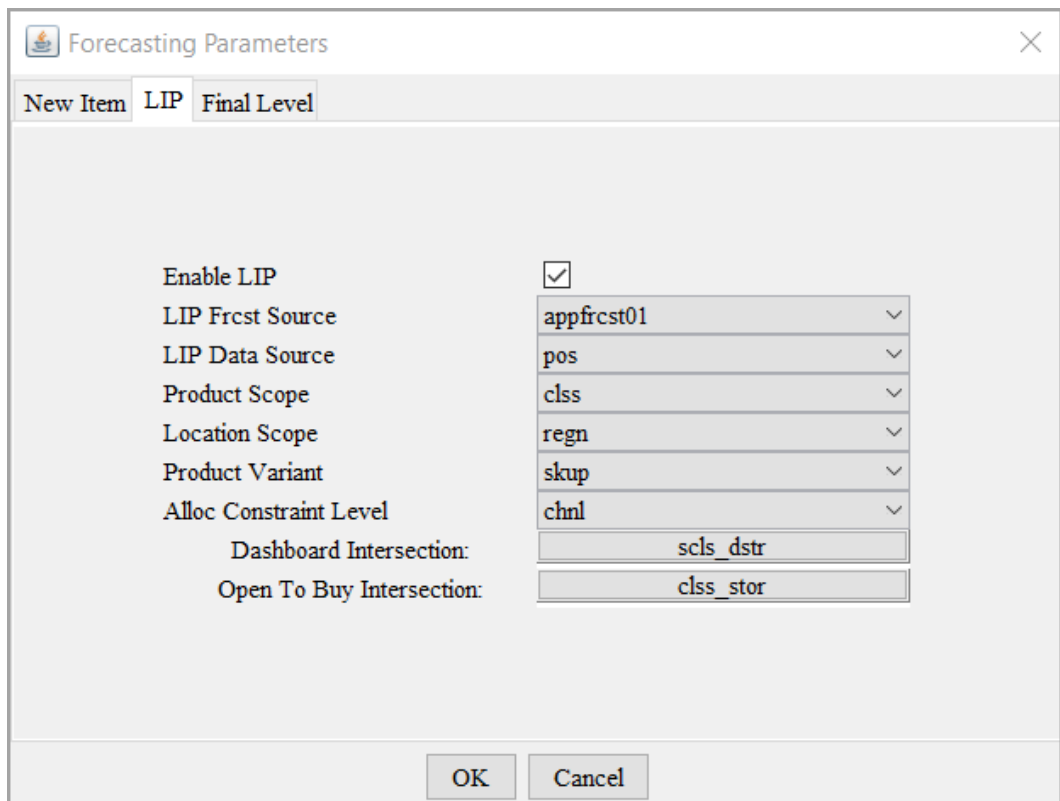 Forecasting Parameters
New Item LIP Final Level
Enable LIP
LIP Frcst Source appfrcst01
LIP Data Source pos
Product Scope clss
Location Scope regn
Product Variant skup
Alloc Constraint Level chnl
Dashboard Intersection: scls_dstr
Open To Buy Intersection: clss_stor
OK Cancel